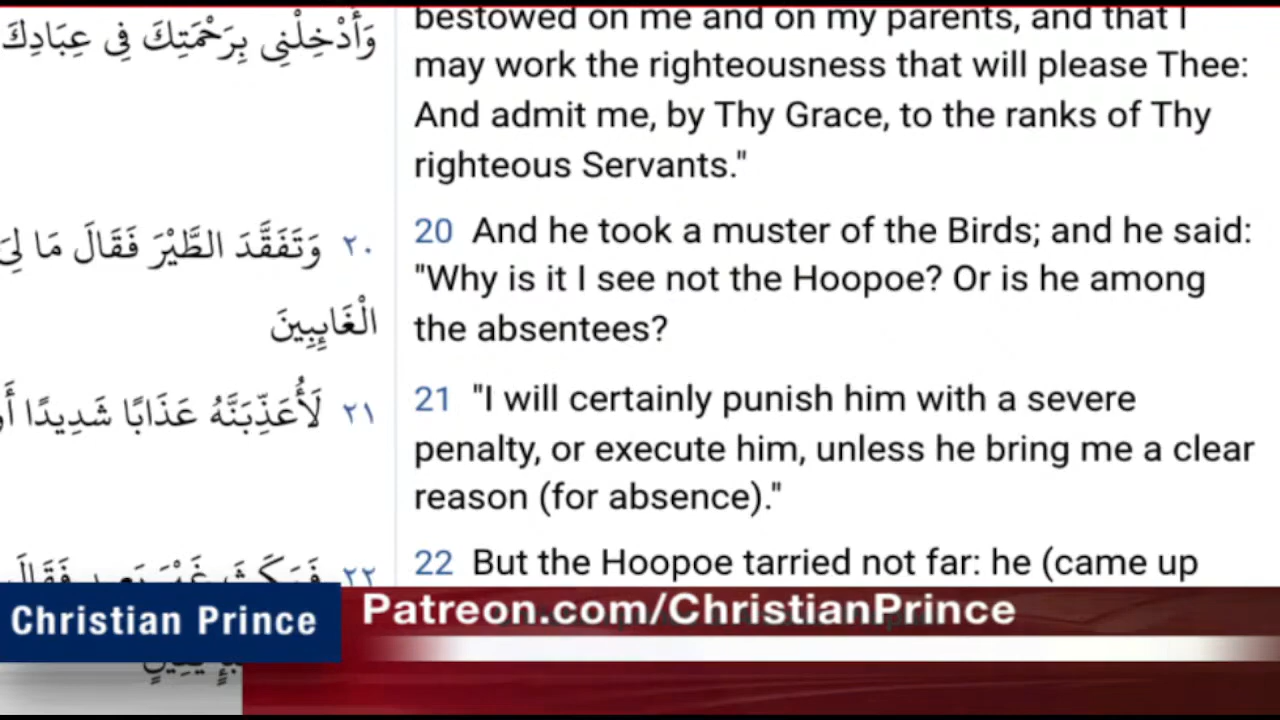 bestowed on me and on my parents, and that I
وَأَدْخِلْنِى بِرَحْمَتِكَ فِى عِبَادِكَ
may work the righteousness that will please Thee:
And admit me, by Thy Grace, to the ranks of Thy
righteous Servants."
٢٠ وَتَفَقَّدَ الطَّيْرَ فَقَالَ مَا لِىَ
الْغَاىِٕبِينَ
20 And he took a muster of the Birds; and he said:
"Why is it I see not the Hoopoe? Or is he among
the absentees?
٢١ لَأُعَذِّبَنَّهُ عَذَابًا شَدِيدًا
21 "I will certainly punish him with a severe
penalty, or execute him, unless he bring me a clear
reason (for absence)."
٢٢ فَمَكَثَ غَيْرَ بَعِيدٍ فَقَالَ
22 But the Hoopoe tarried not far: he (came up
Christian Prince
Patreon.com/ChristianPrince